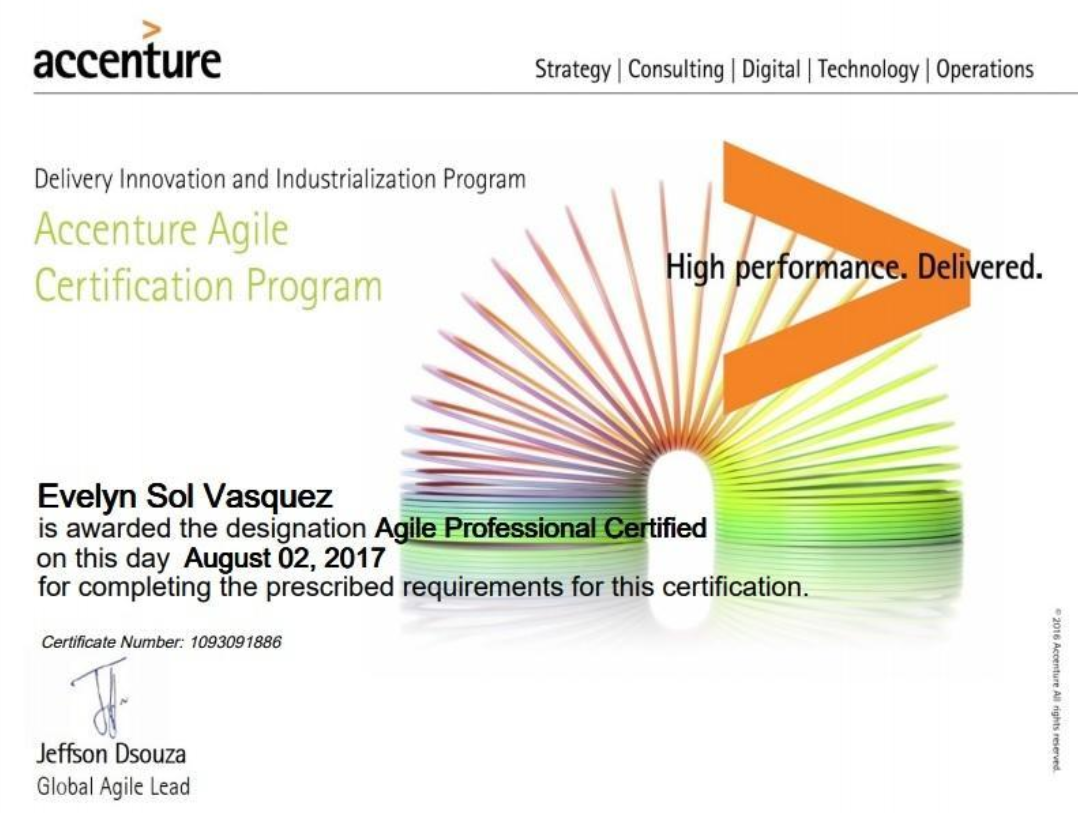 accenture
Strategy | Consulting | Digital | Technology | Operations
Delivery Innovation and Industrialization Program
Accenture Agile
Certification Program
High performance. Delivered.
Evelyn Sol Vasquez
is awarded the designation Agile Professional Certified
on this day August 02, 2017
for completing the prescribed requirements for this certification.
Certificate Number: 1093091886
Jeffson Dsouza
Global Agile Lead
© 2016 Accenture All rights reserved.